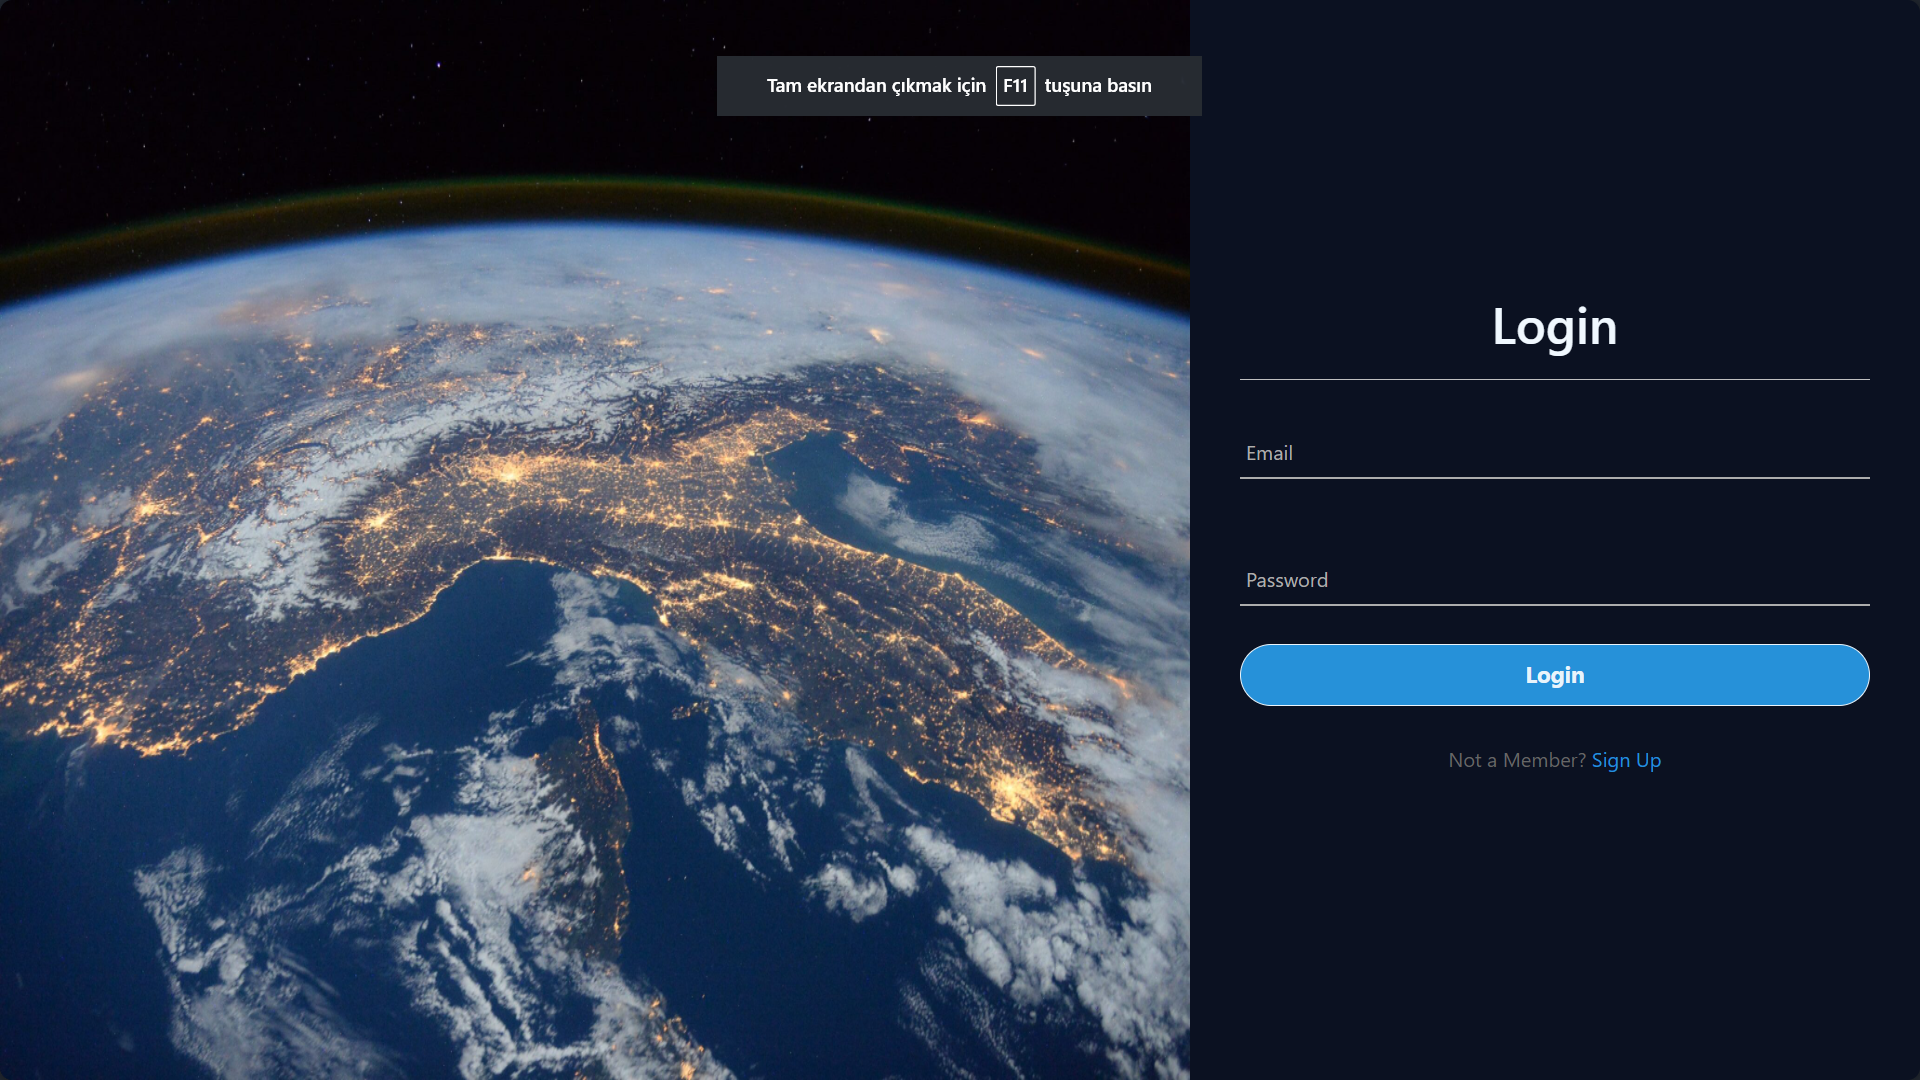 Tam ekrandan çıkmak için F11 tuşuna basın
Login
Email
Password
Login
Not a Member? Sign Up